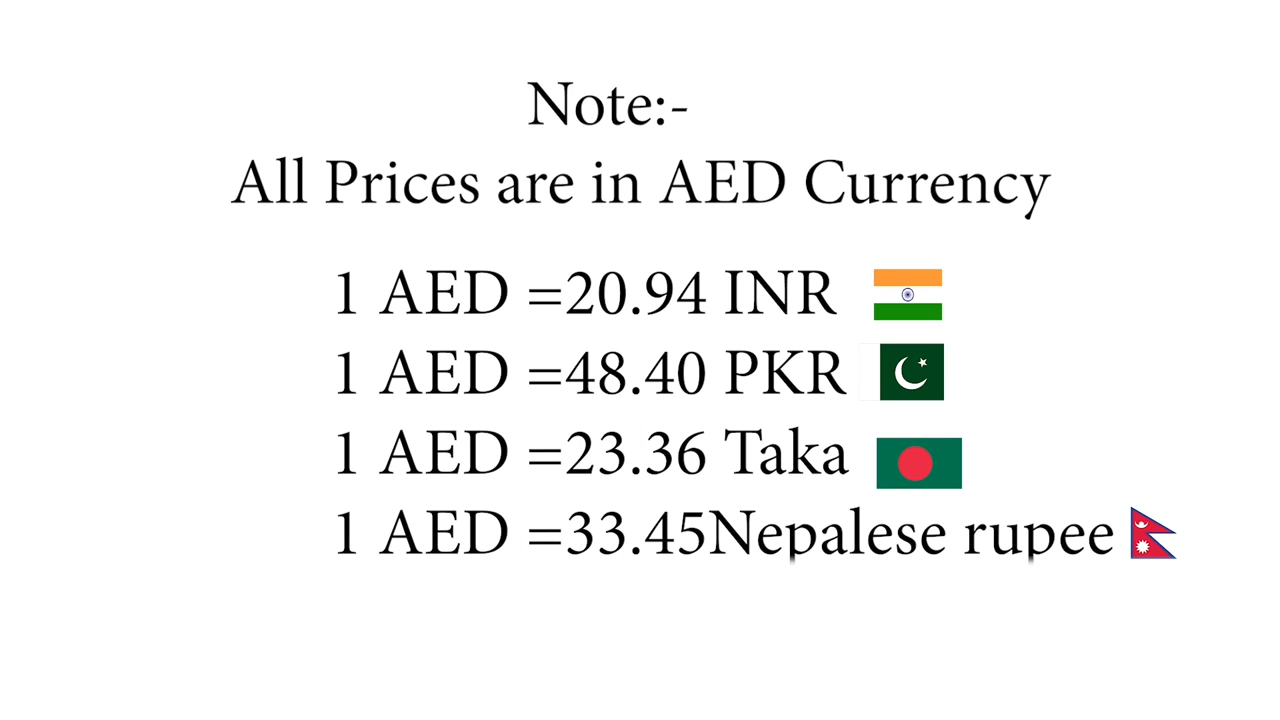 Note:-
All Prices are in AED Currency
1 AED =20.94 INR
1 AED =48.40 PKR
1 AED =23.36 Taka
1 AED =33.45Nepalese rupee